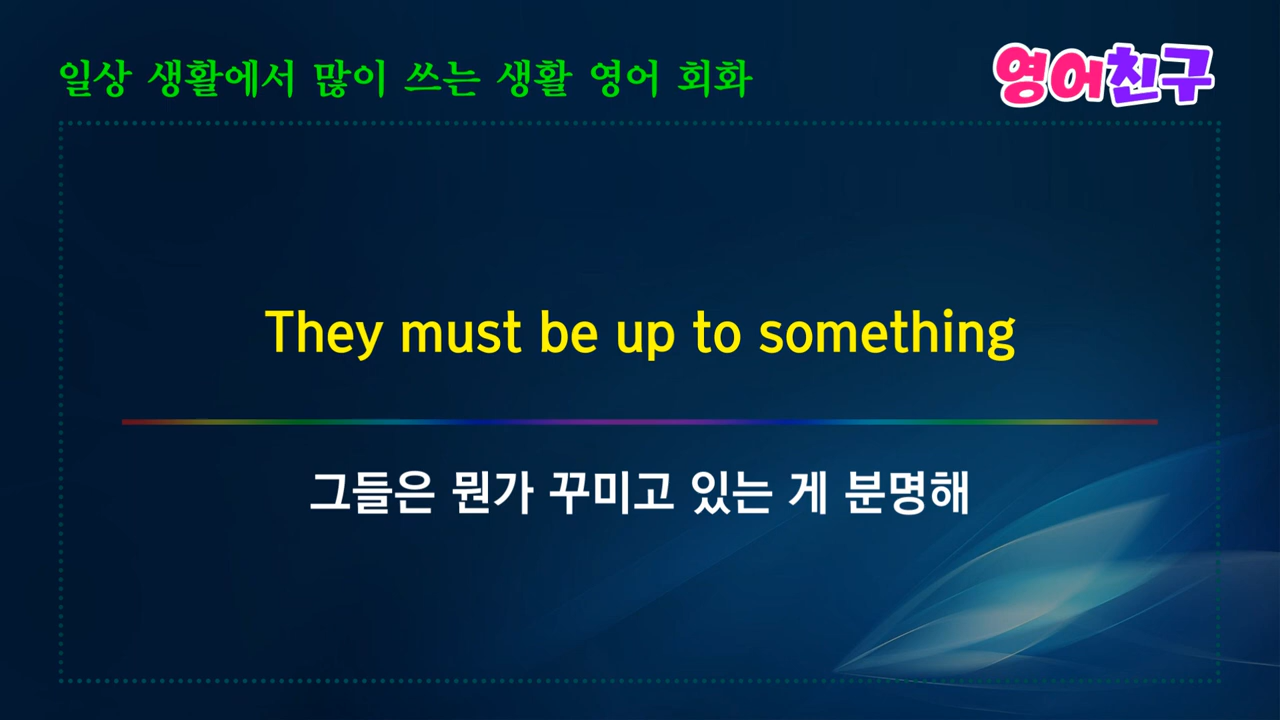 일상 생활에서 많이 쓰는 생활 영어 회화
영어친구
They must be up to something
그들은 뭔가 꾸미고 있는 게 분명해